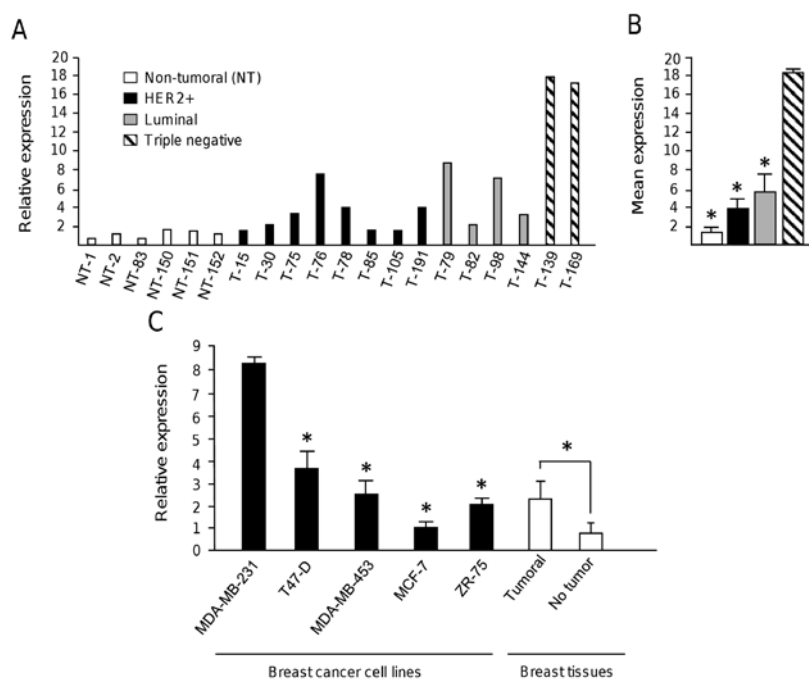 A
Relative expression
20
18
16
14
12
10
8
6
4
2
Non-tumoral (NT)
HER2+
Luminal
Triple negative
NT-1
NT-2
NT-83
NT-150
NT-151
NT-152
T-15
T-30
T-75
T-76
T-78
T-85
T-105
T-191
T-79
T-82
T-98
T-144
T-139
T-169
B
Mean expression
20
18
16
14
12
10
8
6
4
2
*
*
*
C
Relative expression
9
8
7
6
5
4
3
2
1
0
*
*
*
*
*
MDA-MB-231
T47-D
MDA-MB-453
MCF-7
ZR-75
Tumoral
No tumor
Breast cancer cell lines
Breast tissues